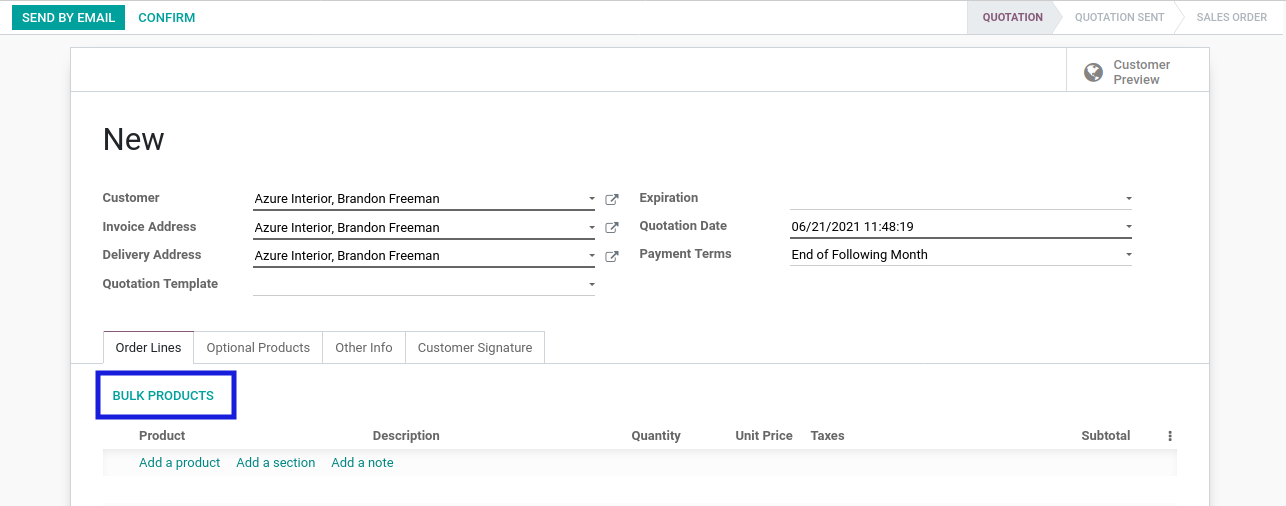 SEND BY EMAIL CONFIRM QUOTATION QUOTATION SENT SALES ORDER
Customer
Preview
New
Customer Azure Interior, Brandon Freeman Expiration
Invoice Address Azure Interior, Brandon Freeman Quotation Date 06/21/2021 11:48:19
Delivery Address Azure Interior, Brandon Freeman Payment Terms End of Following Month
Quotation Template
Order Lines Optional Products Other Info Customer Signature
BULK PRODUCTS
Product Description Quantity Unit Price Taxes Subtotal
Add a product Add a section Add a note